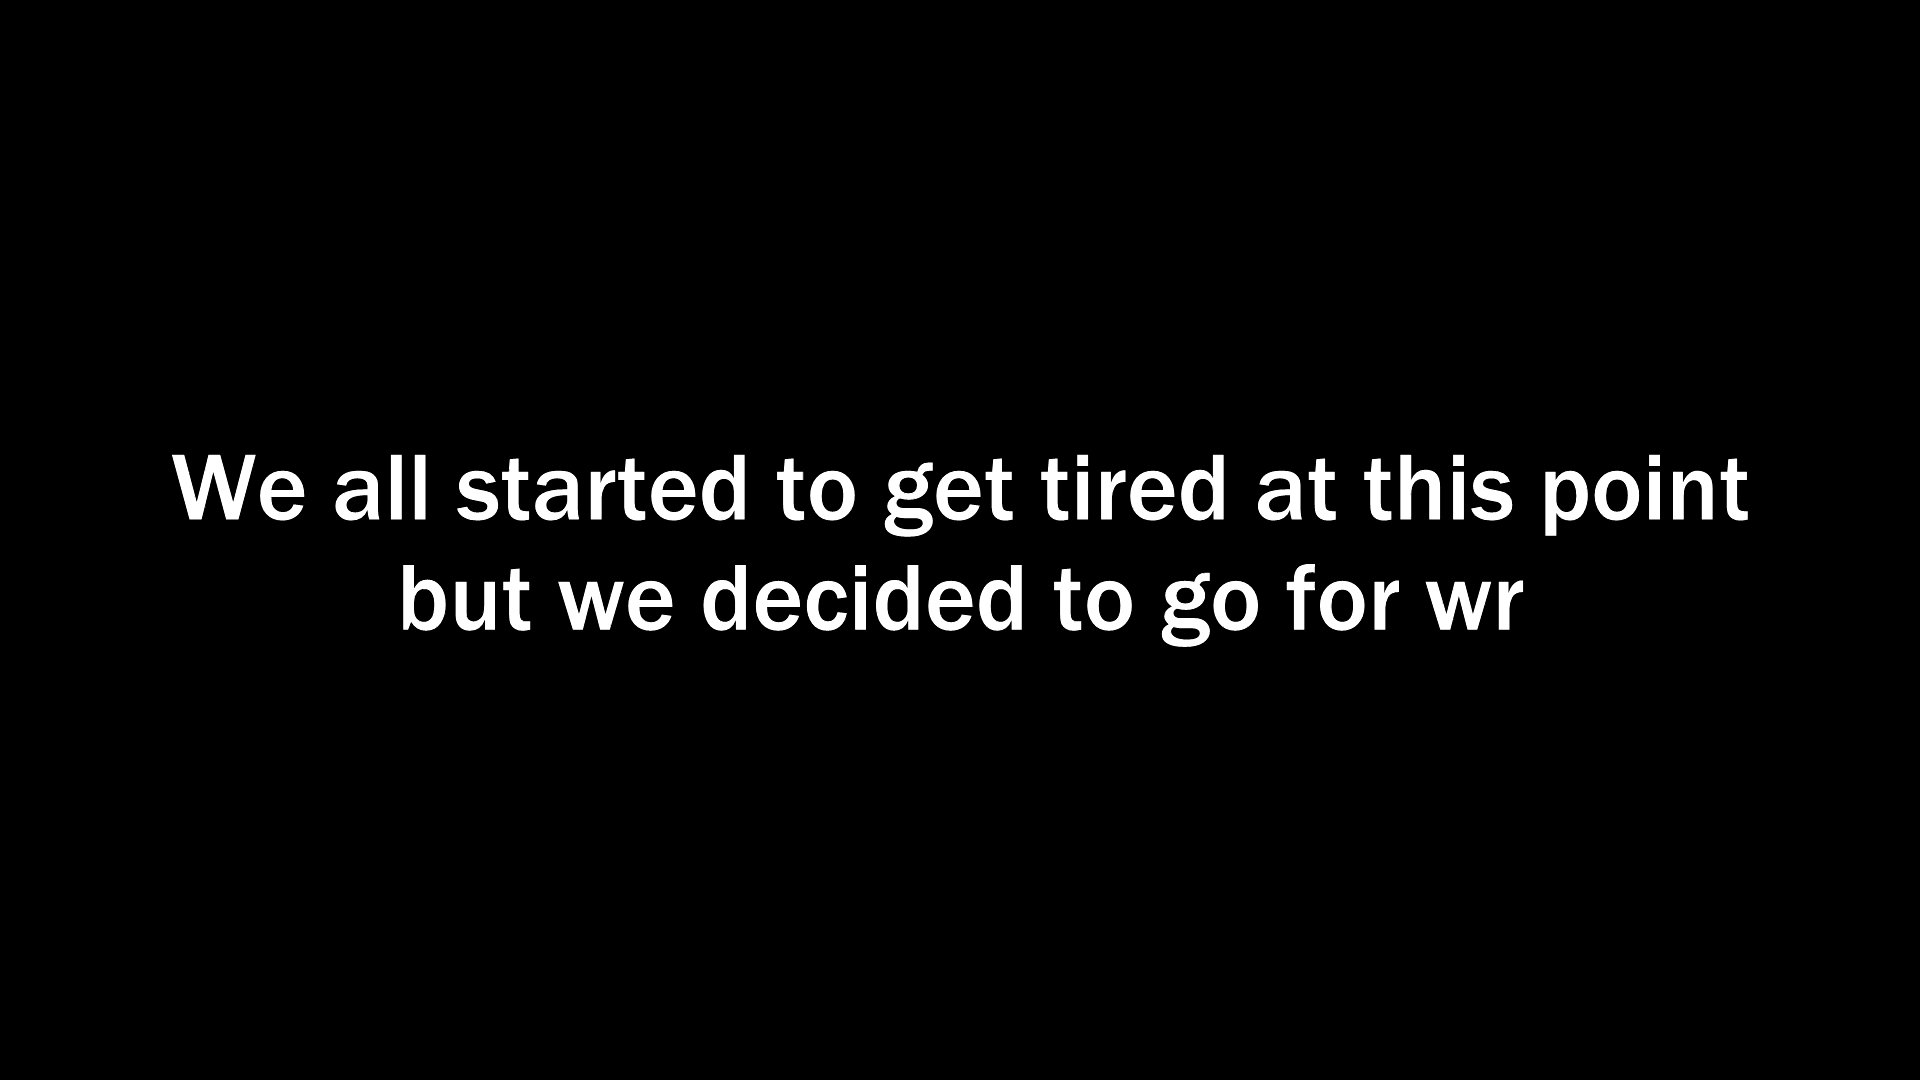 We all started to get tired at this point
but we decided to go for wr